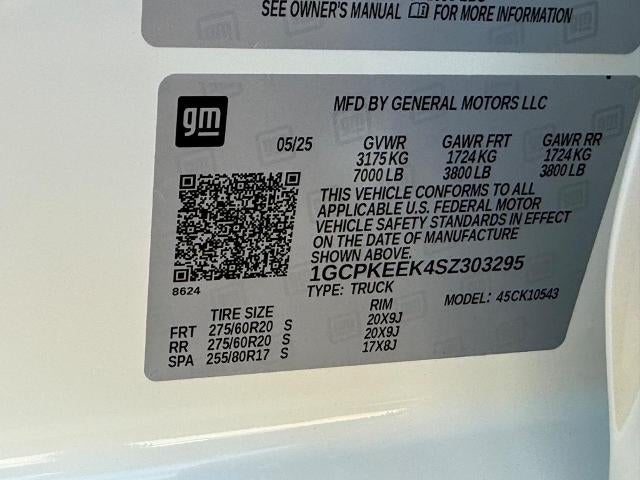 SEE OWNER'S MANUAL FOR MORE INFORMATION
gm
MFD BY GENERAL MOTORS LLC
05/25 GVWR GAWR FRT GAWR RR
3175 KG 1724 KG 1724 KG
7000 LB 3800 LB 3800 LB
THIS VEHICLE CONFORMS TO ALL
APPLICABLE U.S. FEDERAL MOTOR
VEHICLE SAFETY STANDARDS IN EFFECT
ON THE DATE OF MANUFACTURE
SHOWN ABOVE.
1GCPKEEK4SZ303295
8624
TYPE: TRUCK MODEL: 45CK10543
TIRE SIZE RIM
FRT 275/60R20 S 20X9J
RR 275/60R20 S 20X9J
SPA 255/80R17 S 17X8J